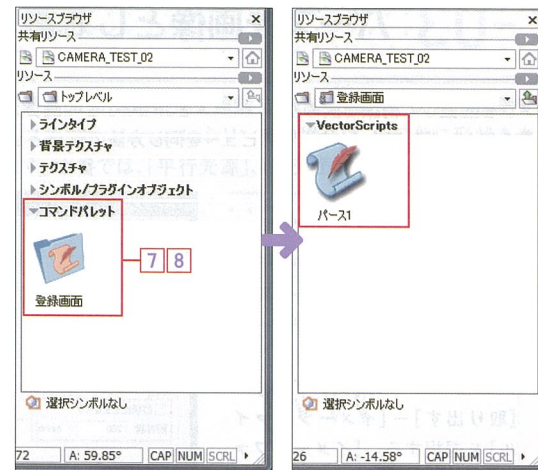 リソースブラウザ
共有リソース
CAMERA_TEST_02
リソース
トップレベル
ラインタイプ
背景テクスチャ
テクスチャ
シンボル/プラグインオブジェクト
コマンドパレット
登録画面
7 8
選択シンボルなし
72 A: 59.85° CAP NUM SCRL
リソースブラウザ
共有リソース
CAMERA_TEST_02
リソース
登録画面
VectorScripts
パース1
選択シンボルなし
26 A: -14.58° CAP NUM SCRL